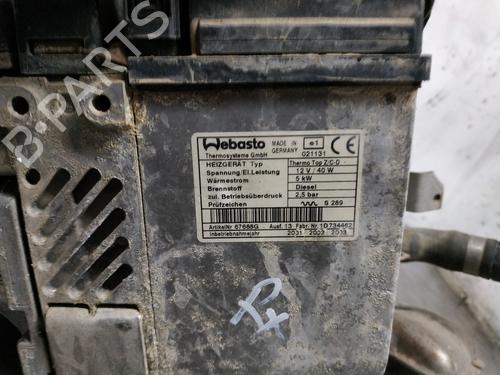 B-PARTS
Webasto
Thermosysteme GmbH
MADE IN GERMANY
e1
021131
CE
HEIZGERÄT Typ Thermo Top Z/C-D
Spannung/El.Leistung 12 V / 40 W
Wärmestrom 5 kW
Brennstoff Diesel
zul. Betriebsüberdruck 2,5 bar
Prüfzeichen S 289
ArtikelNr 67688G Ausf. 13 Fabr. Nr. 1D734462
Inbetriebnahmejahr 2001 2002 2003